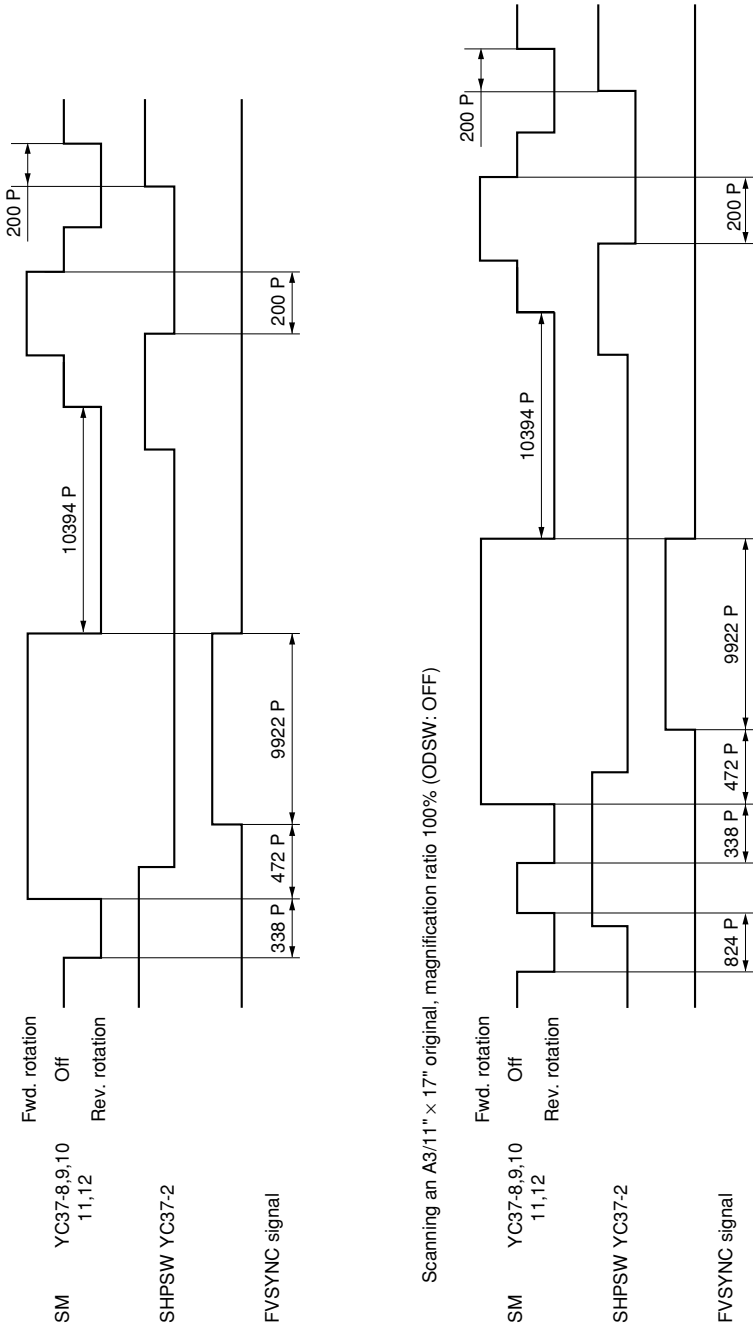 Fwd. rotation
SM YC37-8,9,10 Off
11,12
Rev. rotation
SHPSW YC37-2
FVSYNC signal
338 P
472 P
9922 P
10394 P
200 P
200 P
Scanning an A3/11" × 17" original, magnification ratio 100% (ODSW: OFF)
Fwd. rotation
SM YC37-8,9,10 Off
11,12
Rev. rotation
SHPSW YC37-2
FVSYNC signal
824 P
338 P
472 P
9922 P
10394 P
200 P
200 P